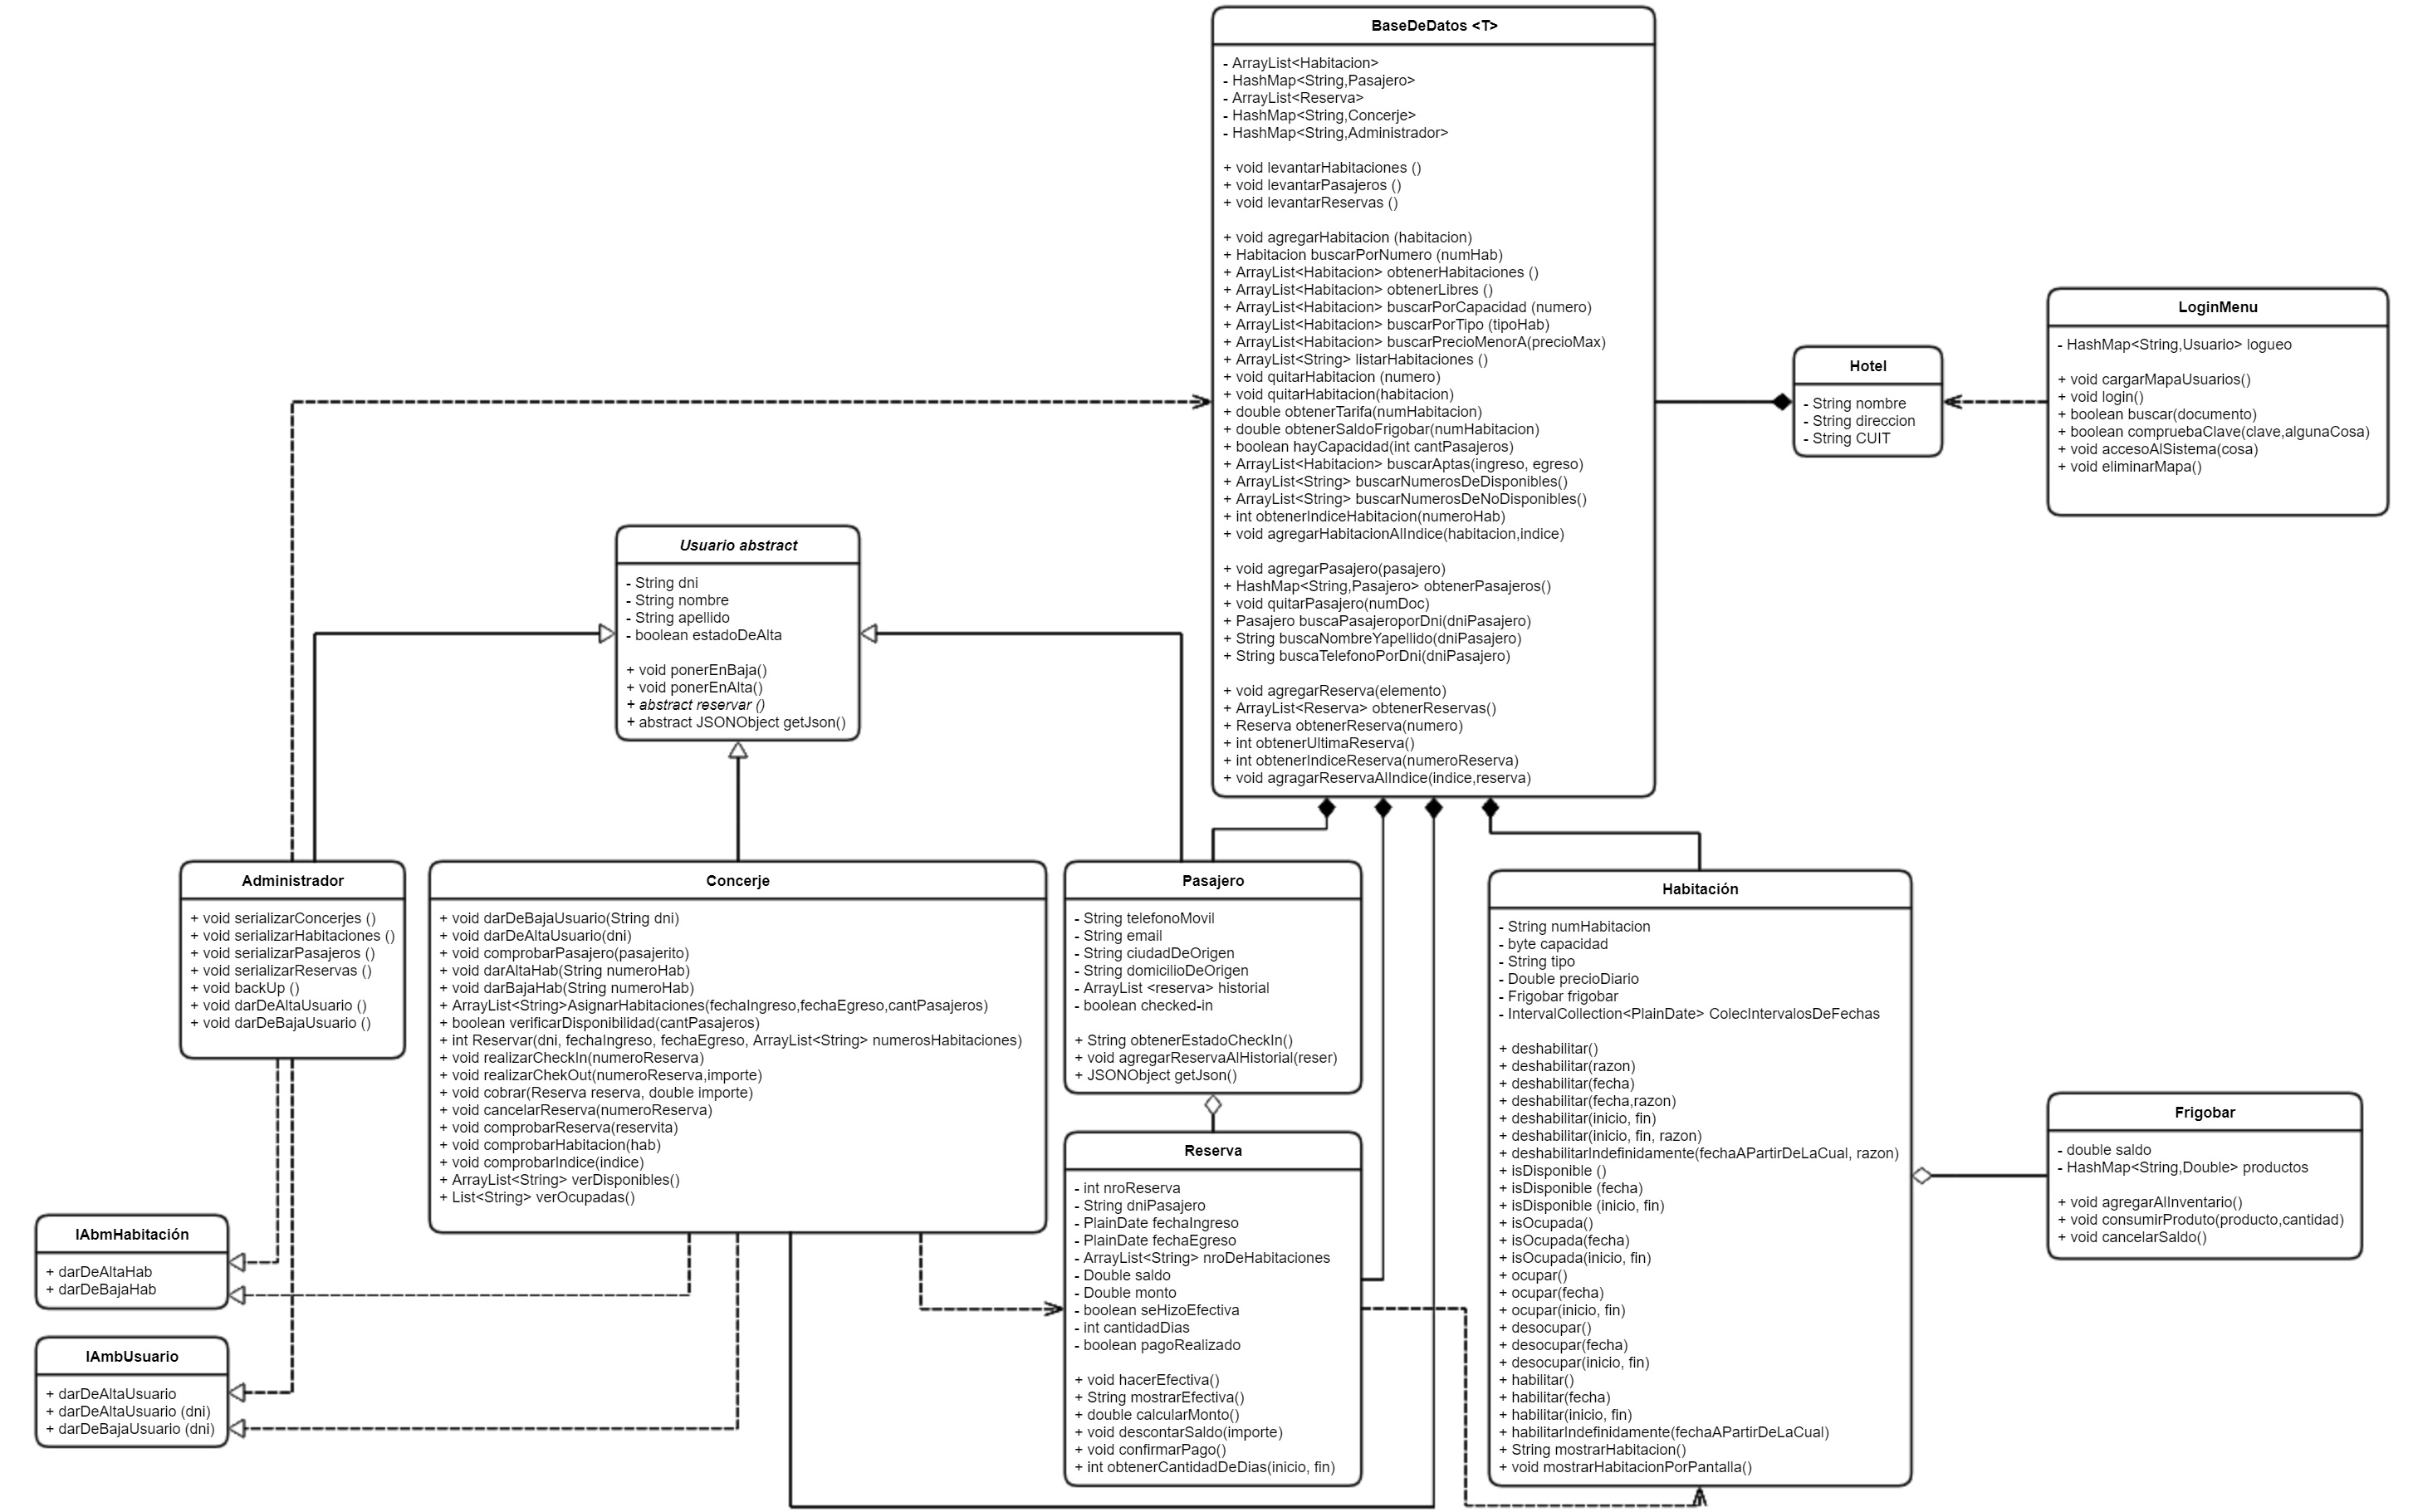 BaseDeDatos <T>
- ArrayList<Habitacion>
- HashMap<String,Pasajero>
- ArrayList<Reserva>
- HashMap<String,Concerje>
- HashMap<String,Administrador>
+ void levantarHabitaciones ()
+ void levantarPasajeros ()
+ void levantarReservas ()
+ void agregarHabitacion (habitacion)
+ Habitacion buscarPorNumero (numHab)
+ ArrayList<Habitacion> obtenerHabitaciones ()
+ ArrayList<Habitacion> obtenerLibres ()
+ ArrayList<Habitacion> buscarPorCapacidad (numero)
+ ArrayList<Habitacion> buscarPorTipo (tipoHab)
+ ArrayList<Habitacion> buscarPrecioMenorA(precioMax)
+ ArrayList<String> listarHabitaciones ()
+ void quitarHabitacion (numero)
+ void quitarHabitacion(habitacion)
+ double obtenerTarifa(numHabitacion)
+ double obtenerSaldoFrigobar(numHabitacion)
+ boolean hayCapacidad(int cantPasajeros)
+ ArrayList<Habitacion> buscarAptas(ingreso, egreso)
+ ArrayList<String> buscarNumerosDeDisponibles()
+ ArrayList<String> buscarNumerosDeNoDisponibles()
+ int obtenerIndiceHabitacion(numeroHab)
+ void agregarHabitacionAlIndice(habitacion,indice)
+ void agregarPasajero(pasajero)
+ HashMap<String,Pasajero> obtenerPasajeros()
+ void quitarPasajero(numDoc)
+ Pasajero buscaPasajeroporDni(dniPasajero)
+ String buscaNombreYapellido(dniPasajero)
+ String buscaTelefonoPorDni(dniPasajero)
+ void agregarReserva(elemento)
+ ArrayList<Reserva> obtenerReservas()
+ Reserva obtenerReserva(numero)
+ int obtenerUltimaReserva()
+ int obtenerIndiceReserva(numeroReserva)
+ void agragarReservaAlIndice(indice,reserva)
Hotel
- String nombre
- String direccion
- String CUIT
LoginMenu
- HashMap<String,Usuario> logueo
+ void cargarMapaUsuarios()
+ void login()
+ boolean buscar(documento)
+ boolean compruebaClave(clave,algunaCosa)
+ void accesoAlSistema(cosa)
+ void eliminarMapa()
Usuario abstract
- String dni
- String nombre
- String apellido
- boolean estadoDeAlta
+ void ponerEnBaja()
+ void ponerEnAlta()
+ abstract reservar ()
+ abstract JSONObject getJson()
Administrador
+ void serializarConcerjes ()
+ void serializarHabitaciones ()
+ void serializarPasajeros ()
+ void serializarReservas ()
+ void backUp ()
+ void darDeAltaUsuario ()
+ void darDeBajaUsuario ()
Concerje
+ void darDeBajaUsuario(String dni)
+ void darDeAltaUsuario(dni)
+ void comprobarPasajero(pasajerito)
+ void darAltaHab(String numeroHab)
+ void darBajaHab(String numeroHab)
+ ArrayList<String>AsignarHabitaciones(fechaIngreso,fechaEgreso,cantPasajeros)
+ boolean verificarDisponibilidad(cantPasajeros)
+ int Reservar(dni, fechaIngreso, fechaEgreso, ArrayList<String> numerosHabitaciones)
+ void realizarCheckIn(numeroReserva)
+ void realizarChekOut(numeroReserva,importe)
+ void cobrar(Reserva reserva, double importe)
+ void cancelarReserva(numeroReserva)
+ void comprobarReserva(reservita)
+ void comprobarHabitacion(hab)
+ void comprobarIndice(indice)
+ ArrayList<String> verDisponibles()
+ List<String> verOcupadas()
Pasajero
- String telefonoMovil
- String email
- String ciudadDeOrigen
- String domicilioDeOrigen
- ArrayList <reserva> historial
- boolean checked-in
+ String obtenerEstadoCheckIn()
+ void agregarReservaAlHistorial(reser)
+ JSONObject getJson()
Habitación
- String numHabitacion
- byte capacidad
- String tipo
- Double precioDiario
- Frigobar frigobar
- IntervalCollection<PlainDate> ColecIntervalosDeFechas
+ deshabilitar()
+ deshabilitar(razon)
+ deshabilitar(fecha)
+ deshabilitar(fecha,razon)
+ deshabilitar(inicio, fin)
+ deshabilitar(inicio, fin, razon)
+ deshabilitarIndefinidamente(fechaAPartirDeLaCual, razon)
+ isDisponible ()
+ isDisponible (fecha)
+ isDisponible (inicio, fin)
+ isOcupada()
+ isOcupada(fecha)
+ isOcupada(inicio, fin)
+ ocupar()
+ ocupar(fecha)
+ ocupar(inicio, fin)
+ desocupar()
+ desocupar(fecha)
+ desocupar(inicio, fin)
+ habilitar()
+ habilitar(fecha)
+ habilitar(inicio, fin)
+ habilitarIndefinidamente(fechaAPartirDeLaCual)
+ String mostrarHabitacion()
+ void mostrarHabitacionPorPantalla()
Frigobar
- double saldo
- HashMap<String,Double> productos
+ void agregarAlInventario()
+ void consumirProduto(producto,cantidad)
+ void cancelarSaldo()
Reserva
- int nroReserva
- String dniPasajero
- PlainDate fechaIngreso
- PlainDate fechaEgreso
- ArrayList<String> nroDeHabitaciones
- Double saldo
- Double monto
- boolean seHizoEfectiva
- int cantidadDias
- boolean pagoRealizado
+ void hacerEfectiva()
+ String mostrarEfectiva()
+ double calcularMonto()
+ void descontarSaldo(importe)
+ void confirmarPago()
+ int obtenerCantidadDeDias(inicio, fin)
IAbmHabitación
+ darDeAltaHab
+ darDeBajaHab
IAmbUsuario
+ darDeAltaUsuario
+ darDeAltaUsuario (dni)
+ darDeBajaUsuario (dni)